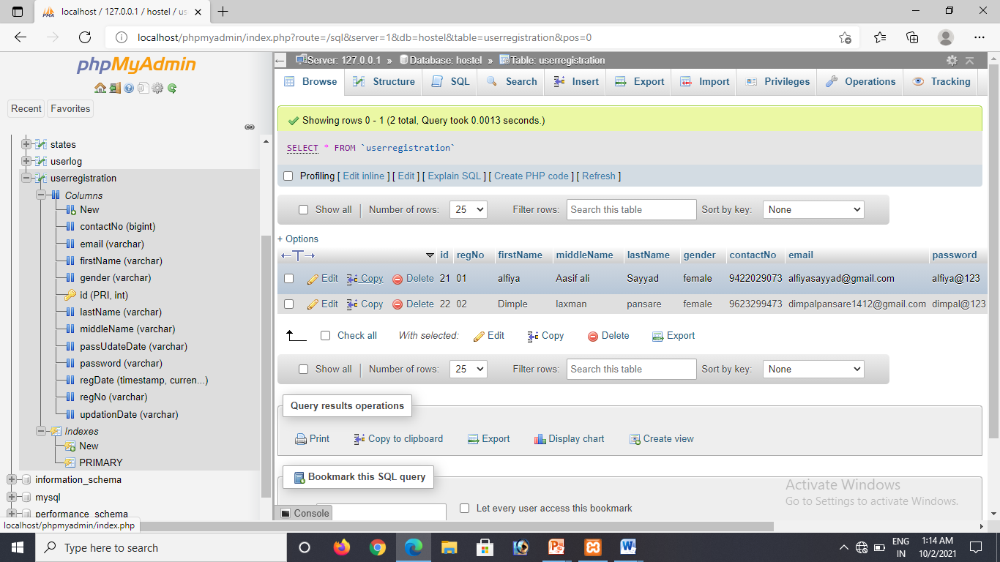 localhost / 127.0.0.1 / hostel / us
localhost/phpmyadmin/index.php?route=/sql&server=1&db=hostel&table=userregistration&pos=0
phpMyAdmin
Recent Favorites
states
userlog
userregistration
Columns
New
contactNo (bigint)
email (varchar)
firstName (varchar)
gender (varchar)
id (PRI, int)
lastName (varchar)
middleName (varchar)
passUdateDate (varchar)
password (varchar)
regDate (timestamp, curren...)
regNo (varchar)
updationDate (varchar)
Indexes
New
PRIMARY
information_schema
mysql
performance_schema
localhost/phpmyadmin/index.php
Server: 127.0.0.1 » Database: hostel » Table: userregistration
Browse Structure SQL Search Insert Export Import Privileges Operations Tracking
Showing rows 0 - 1 (2 total, Query took 0.0013 seconds.)
SELECT * FROM `userregistration`
Profiling [ Edit inline ] [ Edit ] [ Explain SQL ] [ Create PHP code ] [ Refresh ]
Show all Number of rows: 25 Filter rows: Search this table Sort by key: None
+ Options
id regNo firstName middleName lastName gender contactNo email password
Edit Copy Delete 21 01 alfiya Aasif ali Sayyad female 9422029073 alfiyasayyad@gmail.com alfiya@123
Edit Copy Delete 22 02 Dimple laxman pansare female 9623299473 dimpalpansare1412@gmail.com dimpal@123
Check all With selected: Edit Copy Delete Export
Show all Number of rows: 25 Filter rows: Search this table Sort by key: None
Query results operations
Print Copy to clipboard Export Display chart Create view
Bookmark this SQL query
Let every user access this bookmark
Console
Activate Windows
Go to Settings to activate Windows.
Type here to search
ENG
IN
1:14 AM
10/2/2021